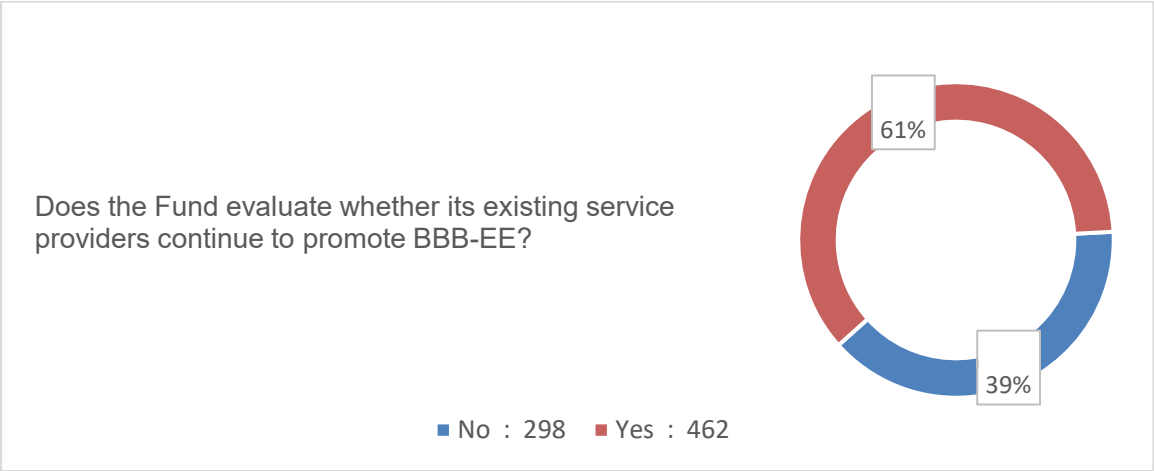 61%
Does the Fund evaluate whether its existing service
providers continue to promote BBB-EE?
39%
No : 298 Yes : 462